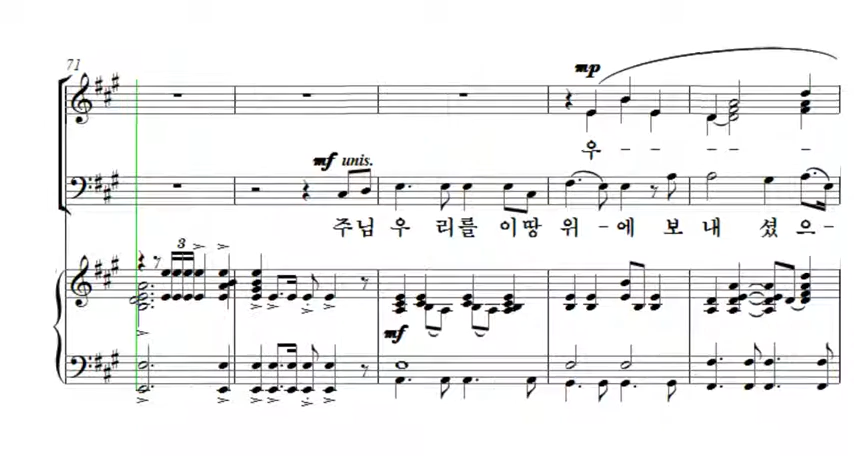 71
mp
우 - - - -
mf unis.
주님 우 리를 이땅 위 - 에 보 내 셨 으 -
3
mf